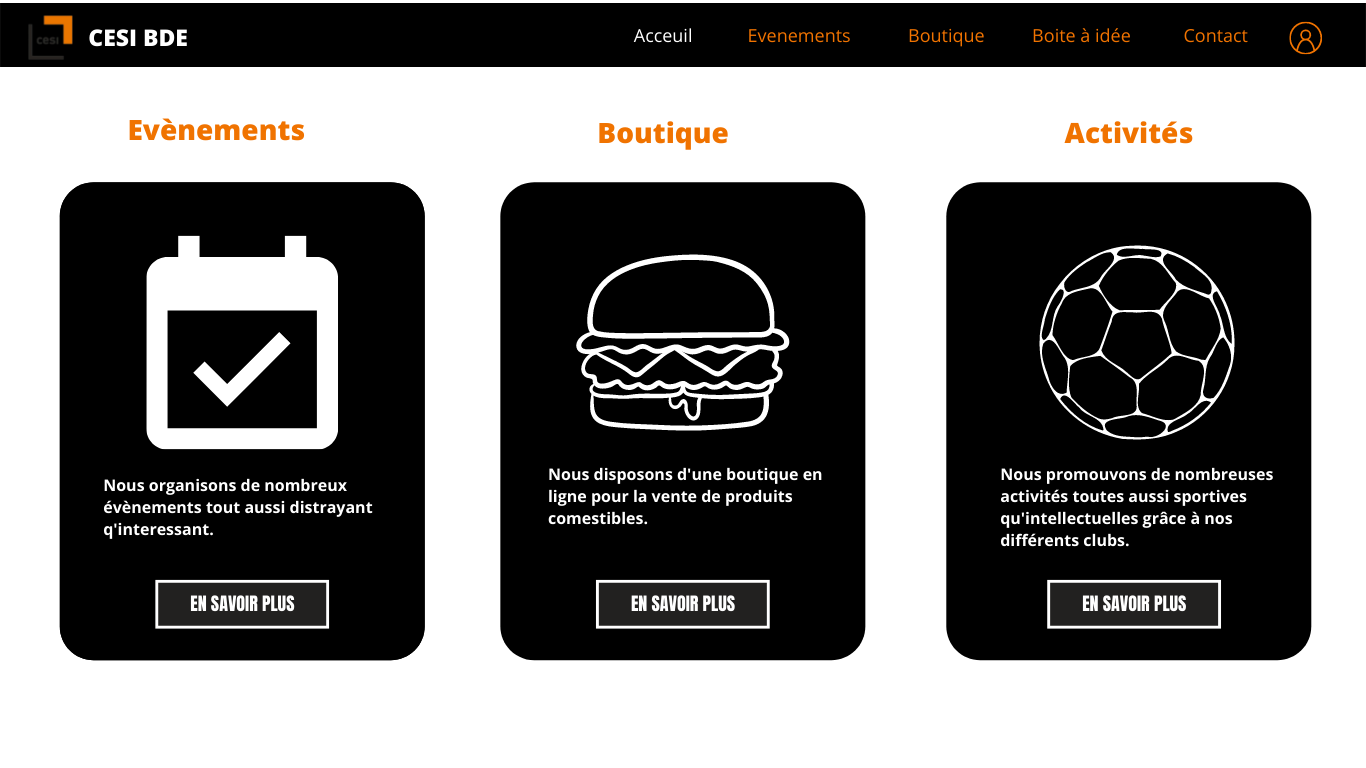 cesi
CESI BDE
Acceuil
Evenements
Boutique
Boite à idée
Contact
Evènements
Boutique
Activités
Nous organisons de nombreux
évènements tout aussi distrayant
q'interessant.
EN SAVOIR PLUS
Nous disposons d'une boutique en
ligne pour la vente de produits
comestibles.
EN SAVOIR PLUS
Nous promouvons de nombreuses
activités toutes aussi sportives
qu'intellectuelles grâce à nos
différents clubs.
EN SAVOIR PLUS